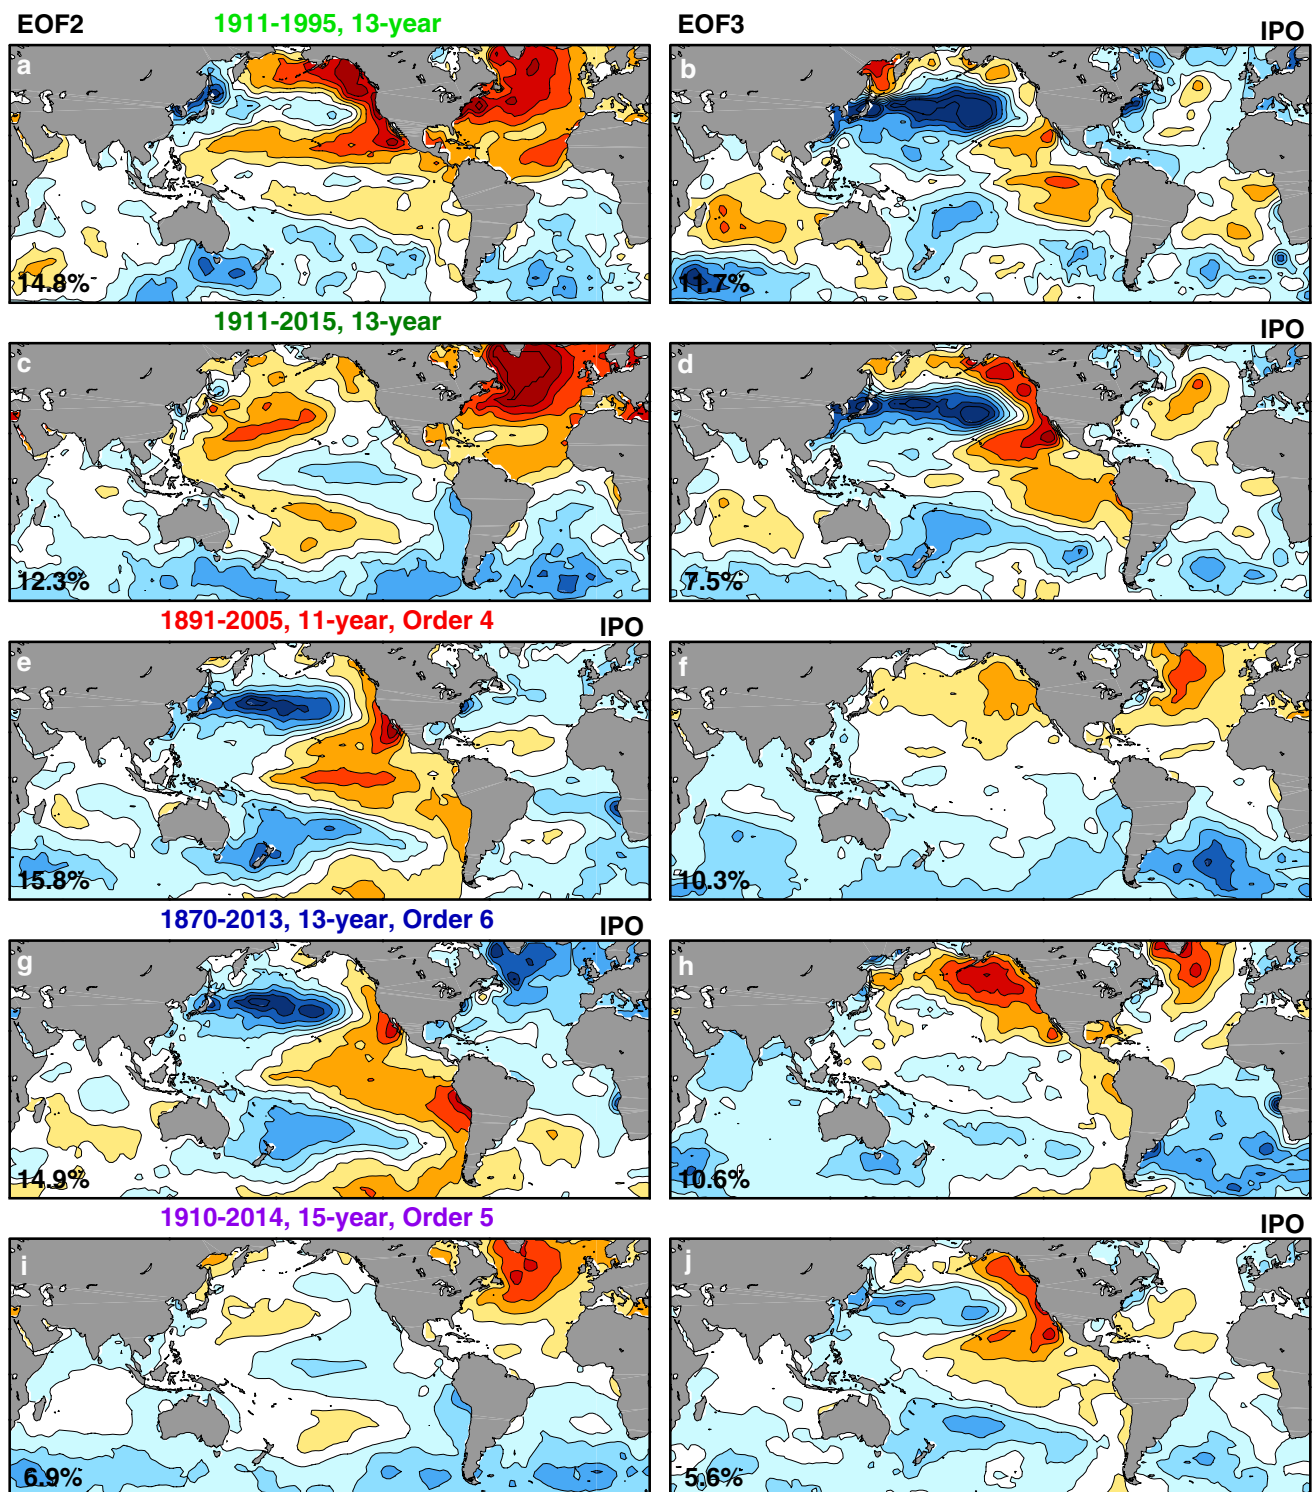 EOF2 1911-1995, 13-year EOF3 IPO
a b
14.8% 11.7%
1911-2015, 13-year IPO
c d
12.3% 7.5%
1891-2005, 11-year, Order 4 IPO
e f
15.8% 10.3%
1870-2013, 13-year, Order 6 IPO
g h
14.9% 10.6%
1910-2014, 15-year, Order 5 IPO
i j
6.9% 5.6%